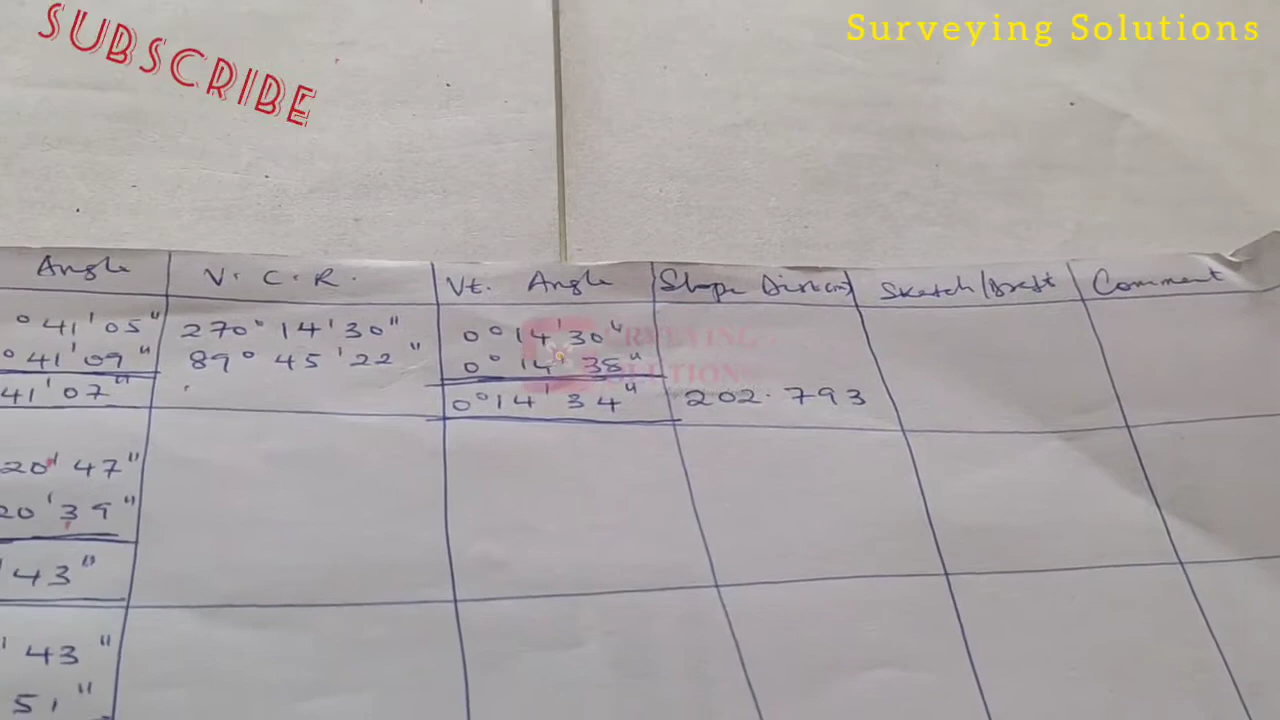 SUBSCRIBE
Surveying Solutions
Angle V. C. R. Vt. Angle Slope Dist(m) Sketch/ Comment
° 41' 05" 270° 14' 30" 0° 14' 30"
° 41' 09" 89° 45' 22" 0° 14' 38"
41' 07" 0° 14' 34" 202.793
20' 47"
20' 39"
' 43"
' 43"
51"